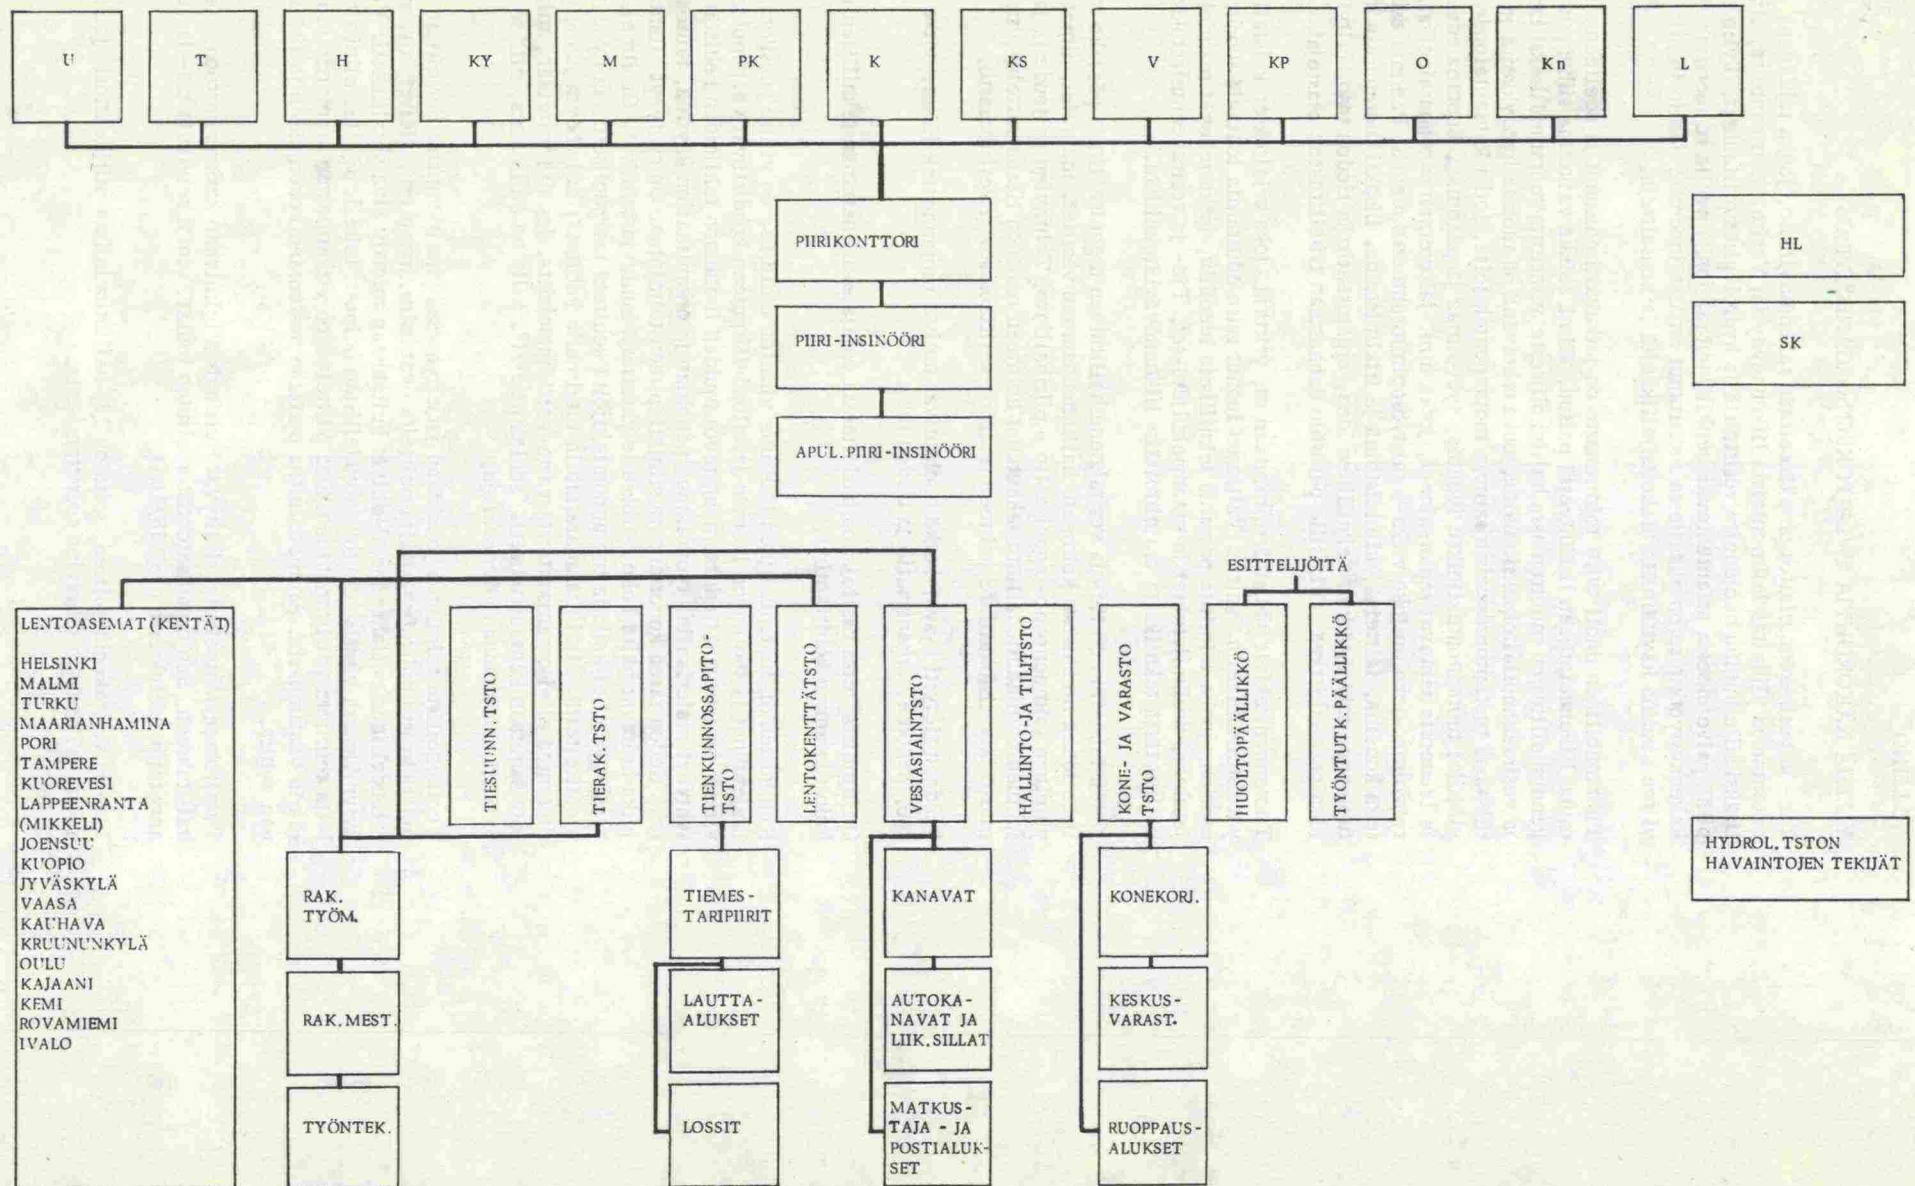 U
T
H
KY
M
PK
K
KS
V
KP
O
Kn
L
PIIRIKONTTORI
HL
PIIRI-INSINÖÖRI
SK
APUL. PIIRI-INSINÖÖRI
ESITTELIJÖITÄ
LENTOASEMAT (KENTÄT)
HELSINKI
MALMI
TURKU
MAARIANHAMINA
PORI
TAMPERE
KUOREVESI
LAPPEENRANTA
(MIKKELI)
JOENSUU
KUOPIO
JYVÄSKYLÄ
VAASA
KAUHAVA
KRUUNUNKYLÄ
OULU
KAJAANI
KEMI
ROVAMIEMI
IVALO
TIESUUNN. TSTO
TIERAK. TSTO
TIENKUNNOSSAPITO-
TSTO
LENTOKENTTÄTSTO
VESIASIAINTSTO
HALLINTO-JA TILITSTO
KONE- JA VARASTO
TSTO
HUOLTOPÄÄLLIKKÖ
TYÖNTUTK. PÄÄLLIKKÖ
RAK.
TYÖM.
RAK. MEST.
TYÖNTEK.
TIEMES-
TARIPIIRIT
LAUTTA-
ALUKSET
LOSSIT
KANAVAT
AUTOKA-
NAVAT JA
LIIK. SILLAT
MATKUS-
TAJA - JA
POSTIALUK-
SET
KONEKORJ.
KESKUS-
VARAST.
RUOPPAUS-
ALUKSET
HYDROL. TSTON
HAVAINTOJEN TEKIJÄT